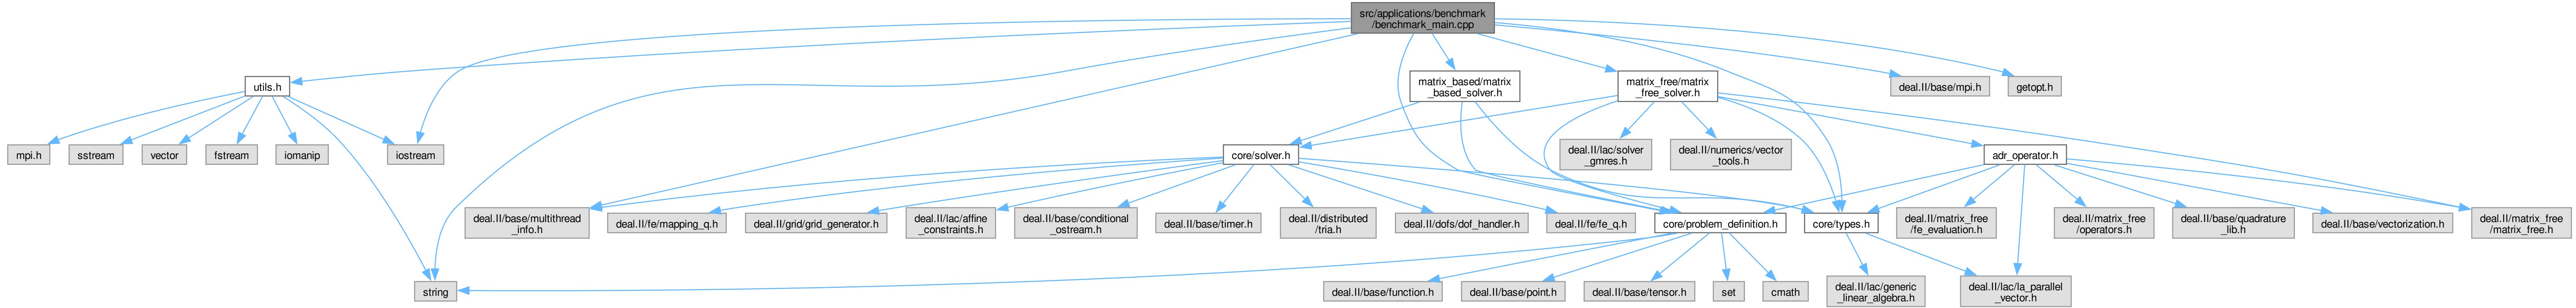 src/applications/benchmark
/benchmark_main.cpp
utils.h
matrix_based/matrix
_based_solver.h
matrix_free/matrix
_free_solver.h
deal.II/base/mpi.h
getopt.h
mpi.h
sstream
vector
fstream
iomanip
iostream
core/solver.h
deal.II/lac/solver
_gmres.h
deal.II/numerics/vector
_tools.h
adr_operator.h
deal.II/base/multithread
_info.h
deal.II/fe/mapping_q.h
deal.II/grid/grid_generator.h
deal.II/lac/affine
_constraints.h
deal.II/base/conditional
_ostream.h
deal.II/base/timer.h
deal.II/distributed
/tria.h
deal.II/dofs/dof_handler.h
deal.II/fe/fe_q.h
core/problem_definition.h
core/types.h
deal.II/matrix_free
/fe_evaluation.h
deal.II/matrix_free
/operators.h
deal.II/base/quadrature
_lib.h
deal.II/base/vectorization.h
deal.II/matrix_free
/matrix_free.h
string
deal.II/base/function.h
deal.II/base/point.h
deal.II/base/tensor.h
set
cmath
deal.II/lac/generic
_linear_algebra.h
deal.II/lac/la_parallel
_vector.h